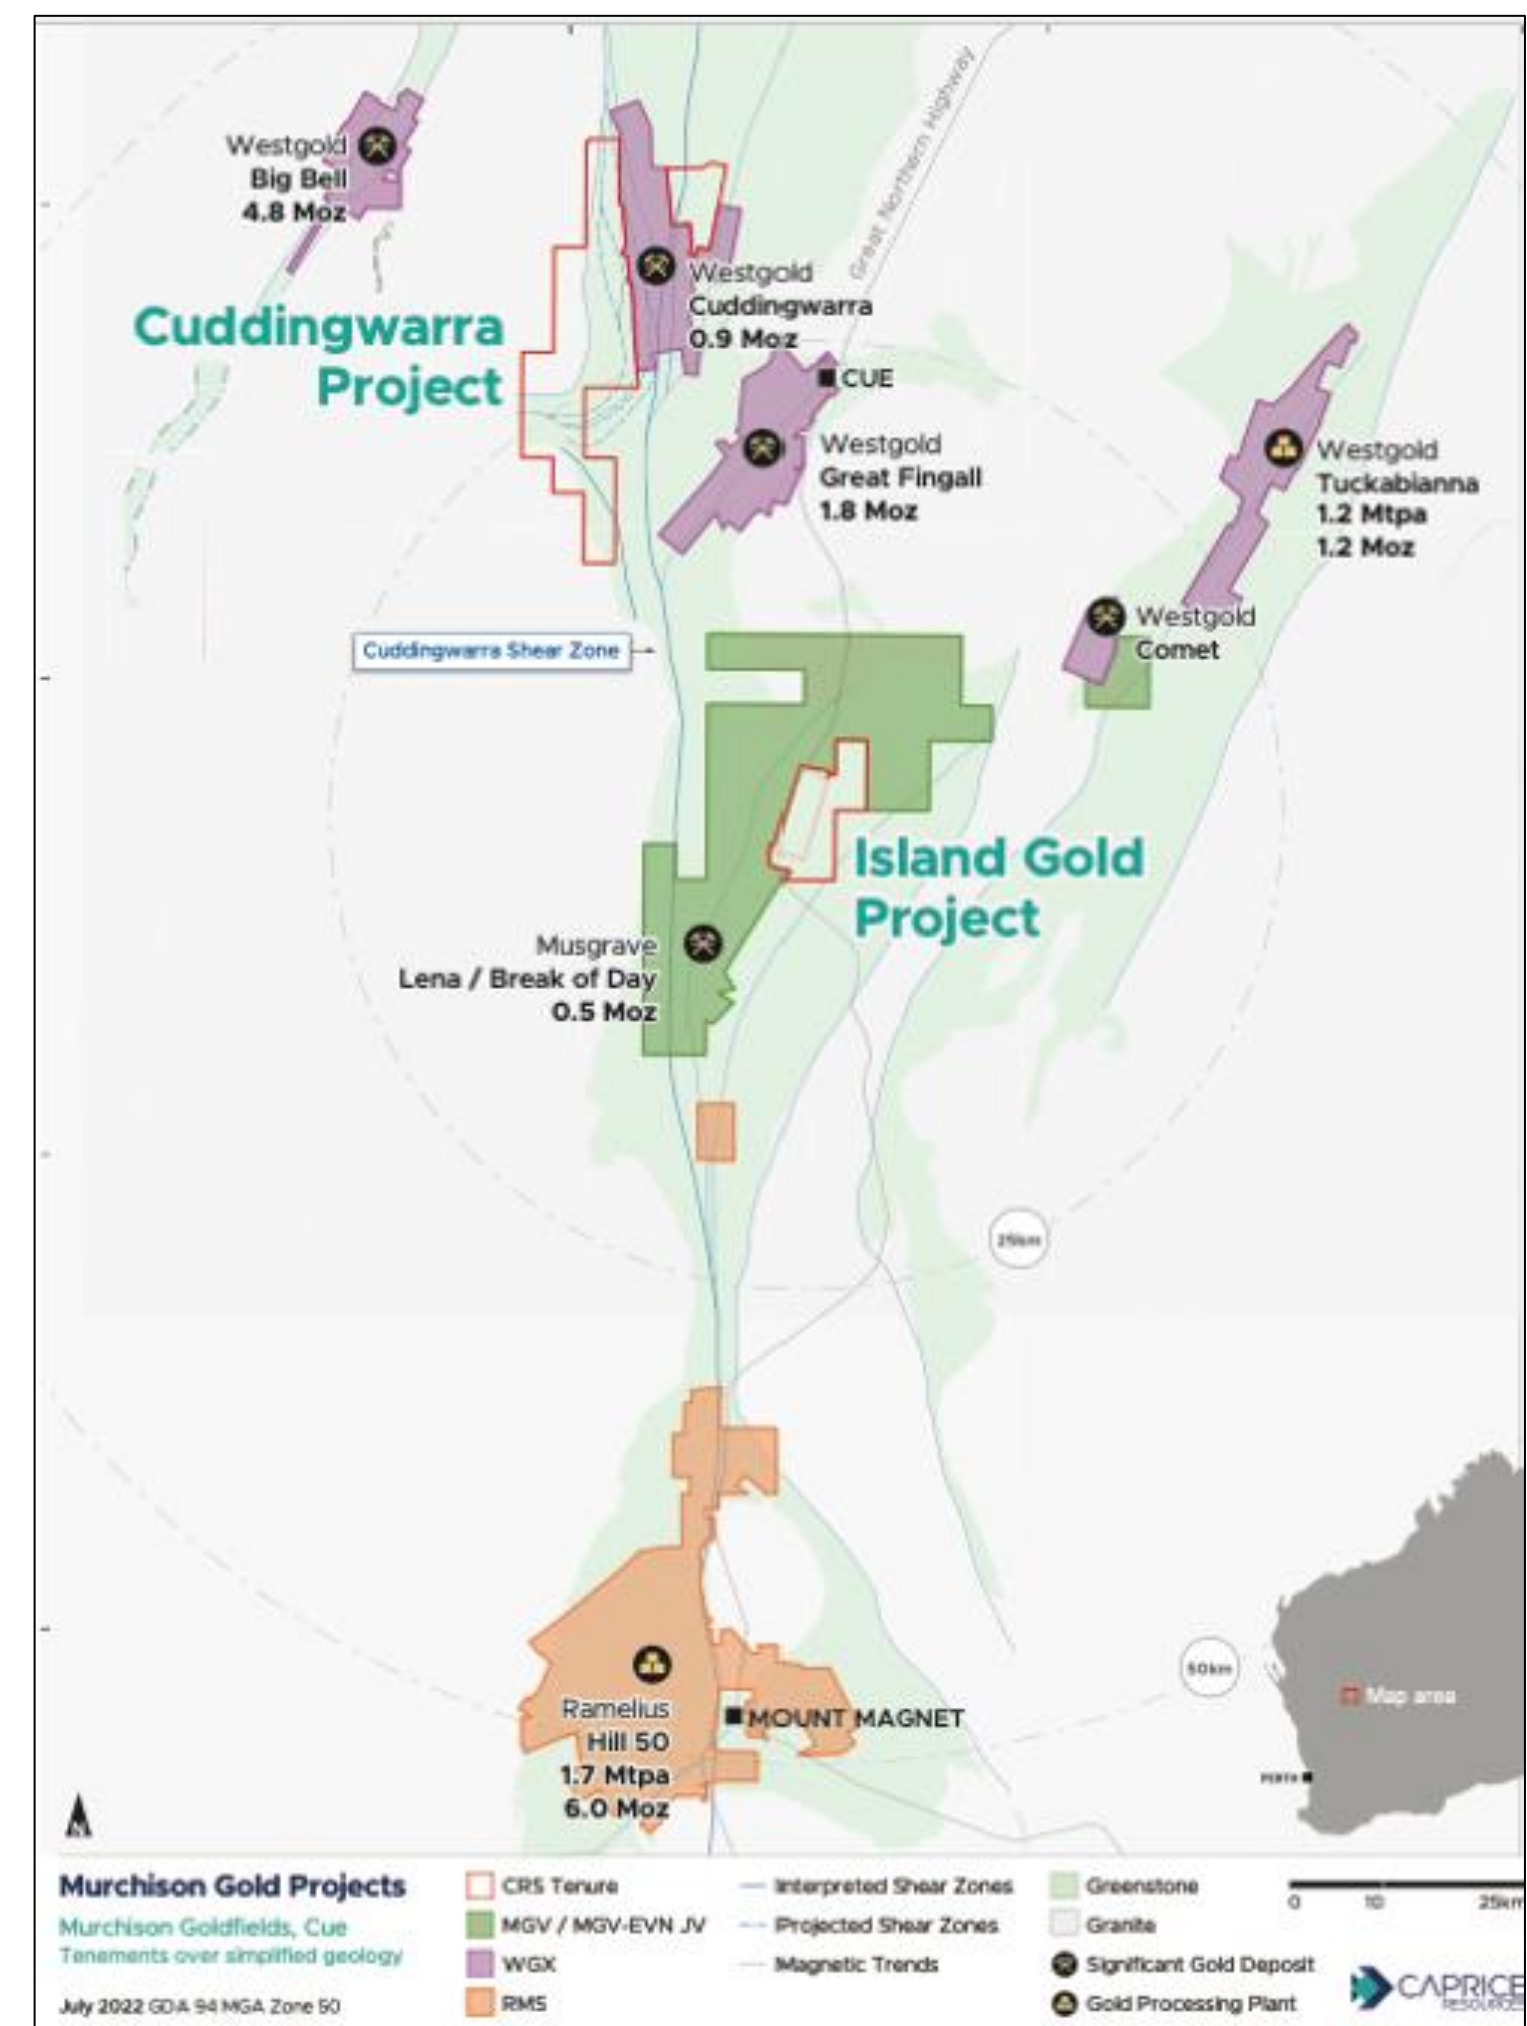 Great Northern Highway
Westgold
Big Bell
4.8 Moz
Westgold
Cuddingwarra
0.9 Moz
Cuddingwarra
Project
CUE
Westgold
Great Fingall
1.8 Moz
Westgold
Tuckabianna
1.2 Mtpa
1.2 Moz
Westgold
Comet
Cuddingwarra Shear Zone
Island Gold
Project
Musgrave
Lena / Break of Day
0.5 Moz
25km
50km
Ramelius
Hill 50
1.7 Mtpa
6.0 Moz
MOUNT MAGNET
Map area
PERTH
N
Murchison Gold Projects
Murchison Goldfields, Cue
Tenements over simplified geology
July 2022 GDA 94 MGA Zone 50
CRS Tenure
MGV / MGV-EVN JV
WGX
RMS
Interpreted Shear Zones
Projected Shear Zones
Magnetic Trends
Greenstone
Granite
Significant Gold Deposit
Gold Processing Plant
0 10 25km
CAPRICE
RESOURCES